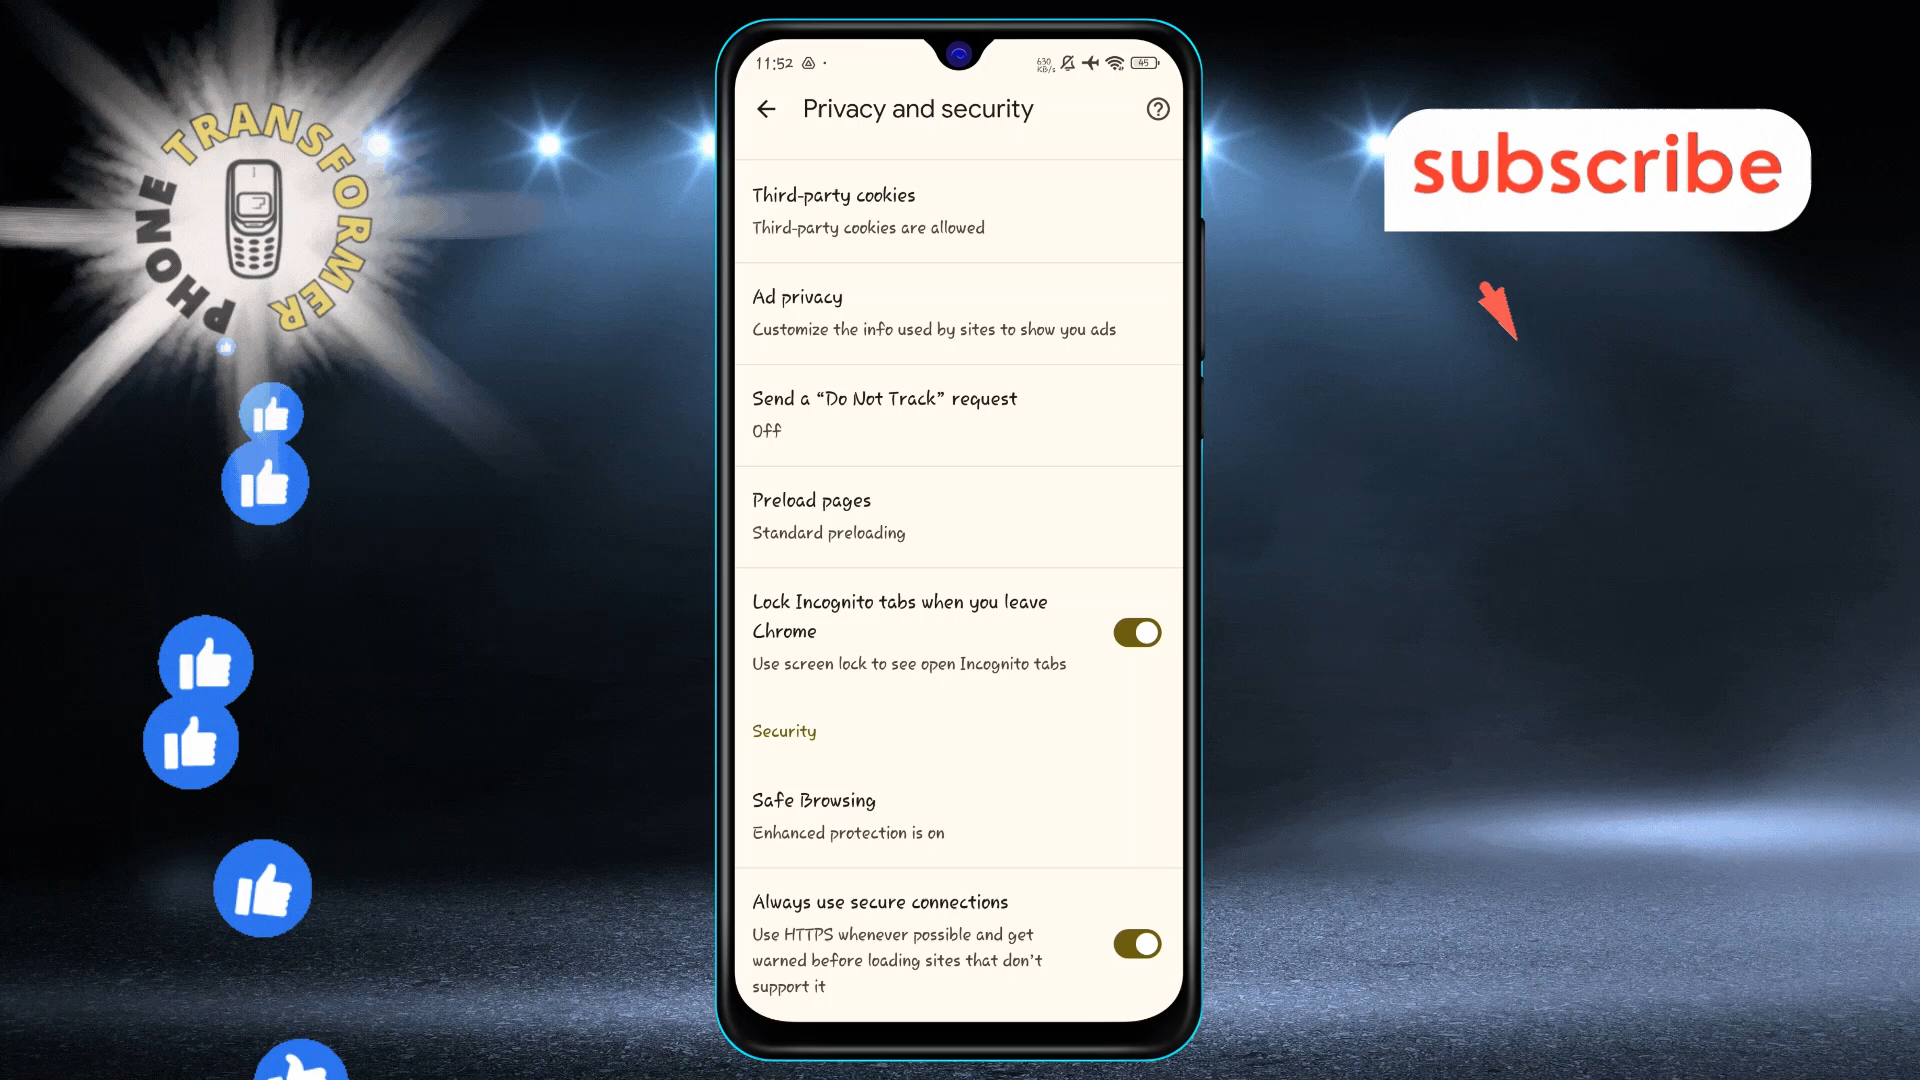 PHONE TRANSFORMER
subscribe
11:52
630
KB/s
45
Privacy and security
Third-party cookies
Third-party cookies are allowed
Ad privacy
Customize the info used by sites to show you ads
Send a “Do Not Track” request
Off
Preload pages
Standard preloading
Lock Incognito tabs when you leave
Chrome
Use screen lock to see open Incognito tabs
Security
Safe Browsing
Enhanced protection is on
Always use secure connections
Use HTTPS whenever possible and get
warned before loading sites that don’t
support it